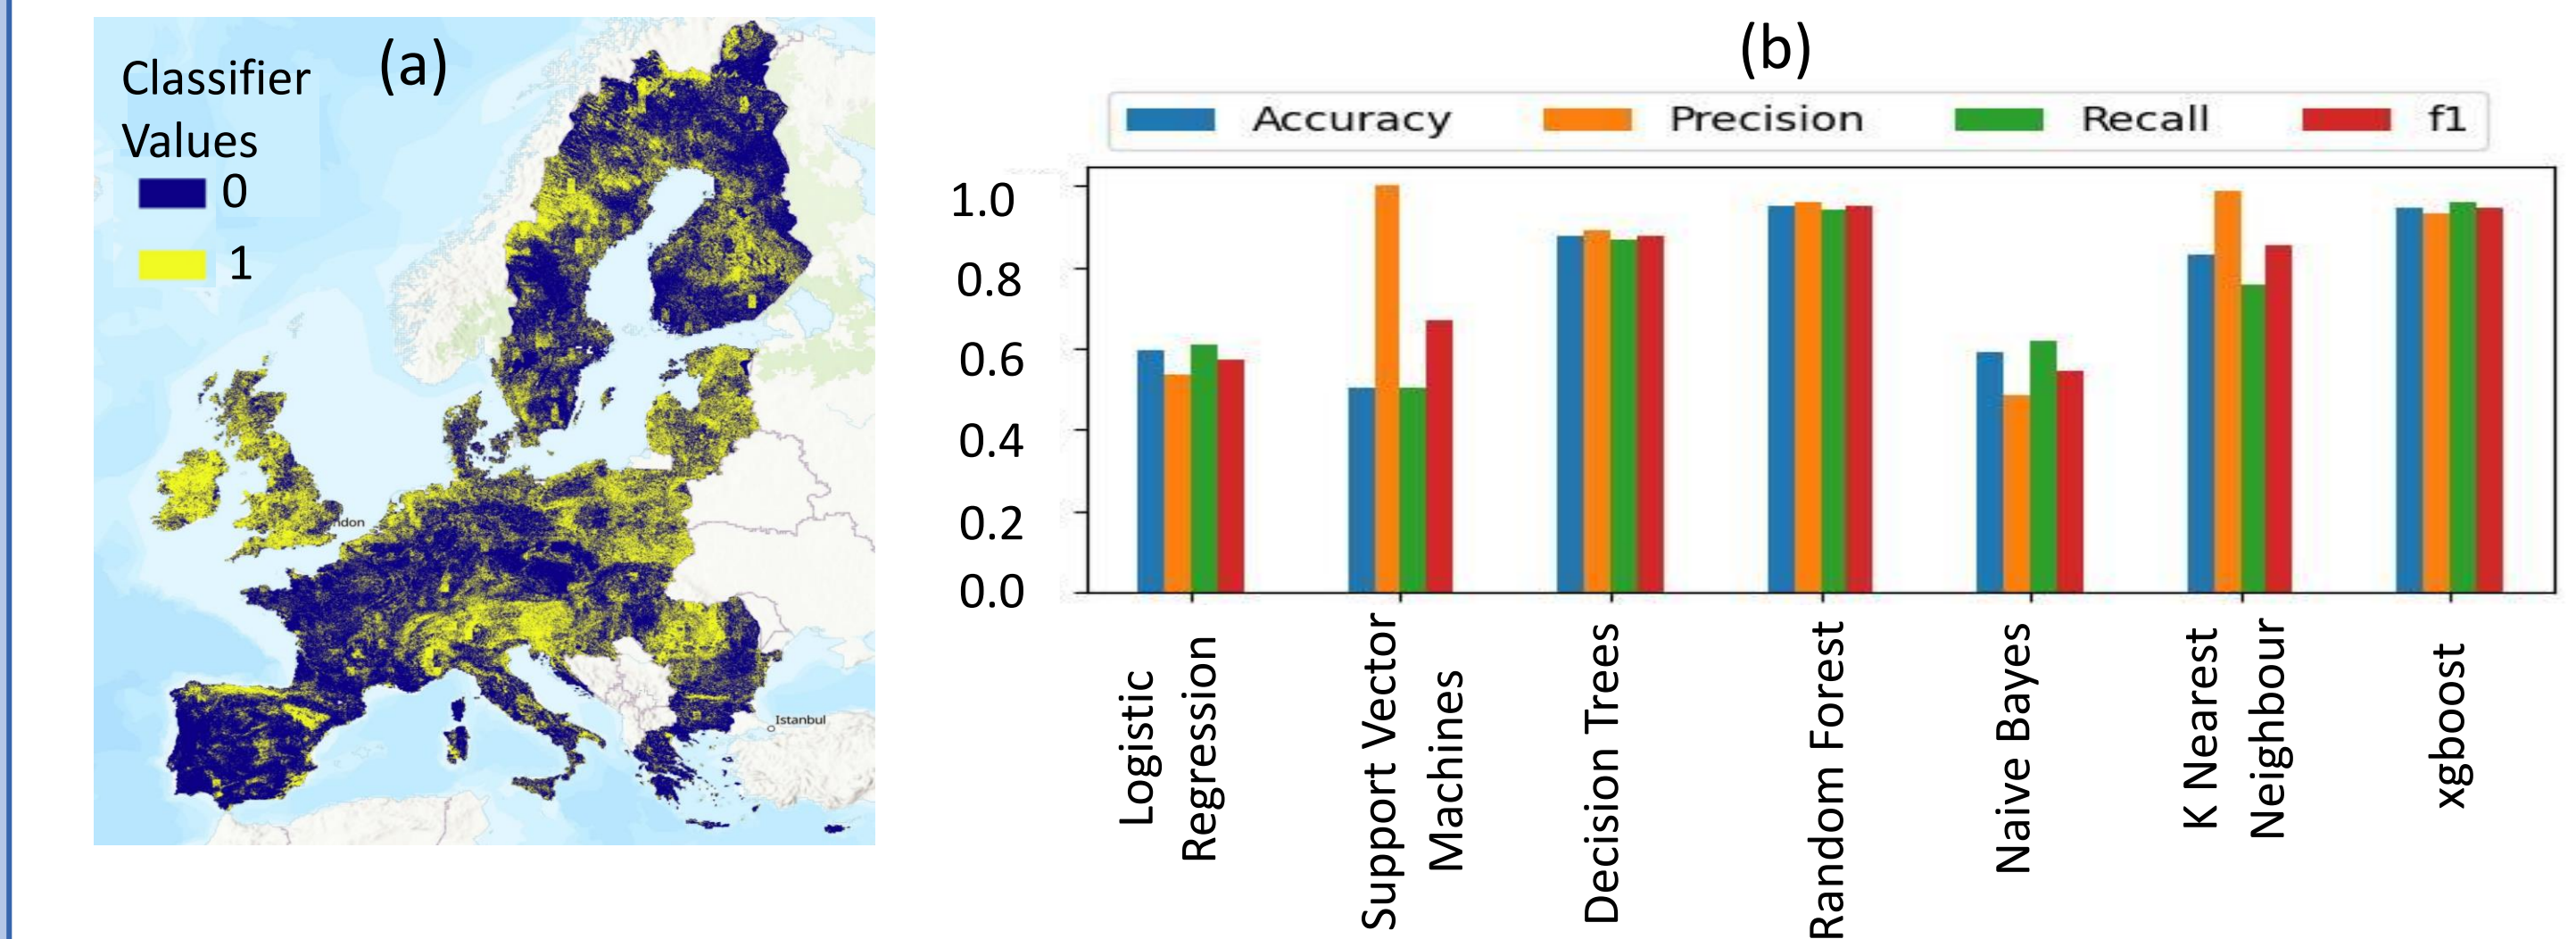 (a)
Classifier
Values
0
1
ndon
Istanbul
(b)
Accuracy Precision Recall f1
1.0
0.8
0.6
0.4
0.2
0.0
Logistic
Regression
Support Vector
Machines
Decision Trees
Random Forest
Naive Bayes
K Nearest
Neighbour
xgboost